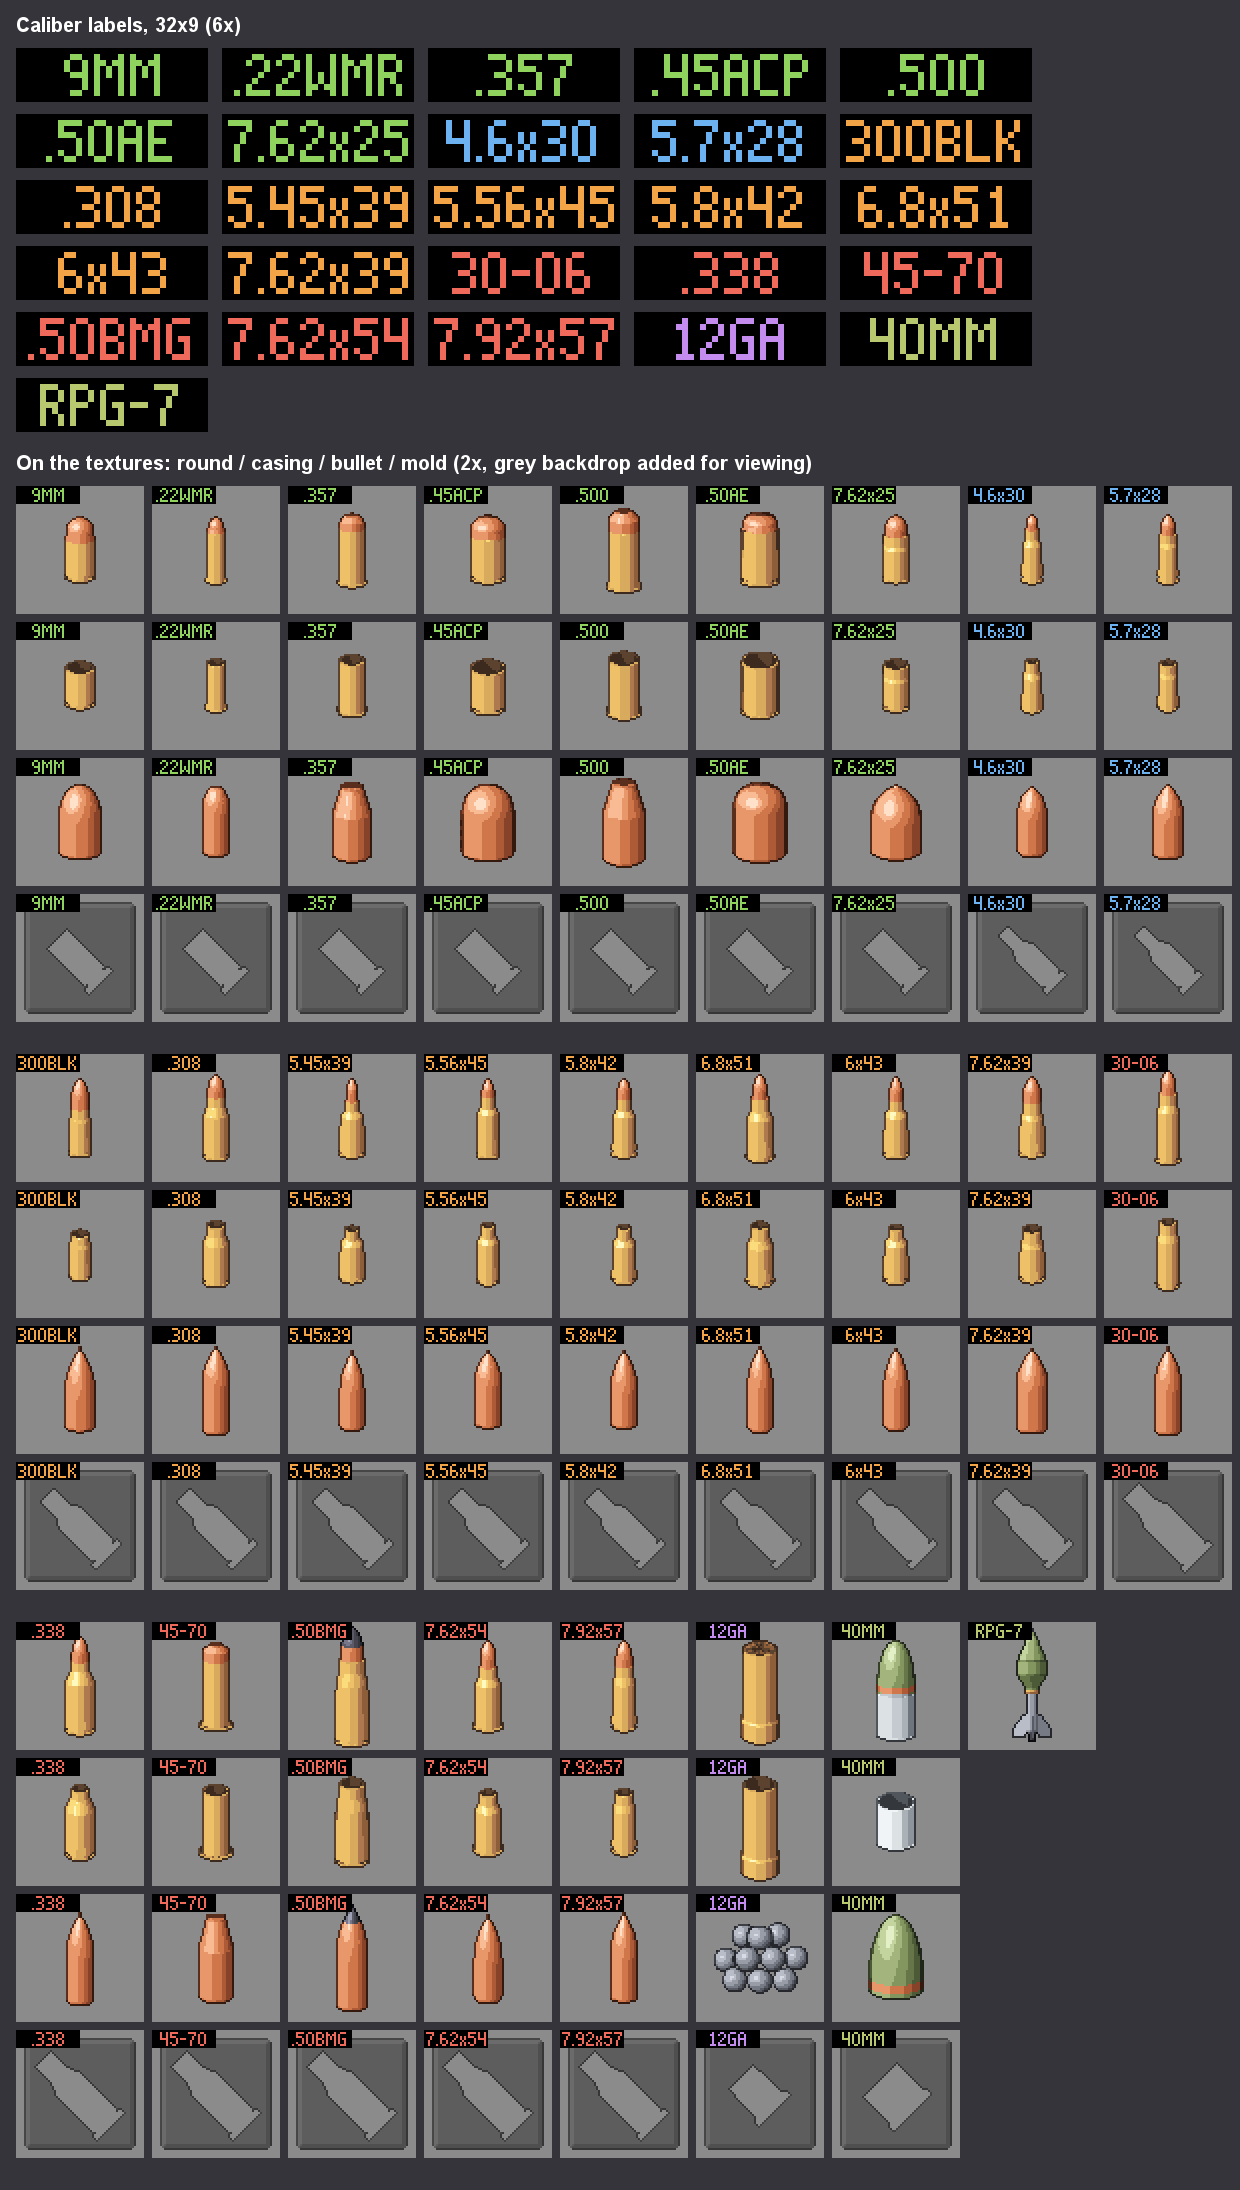 Caliber labels, 32x9 (6x)
9MM .22WMR .357 .45ACP .500
.50AE 7.62x25 4.6x30 5.7x28 300BLK
.308 5.45x39 5.56x45 5.8x42 6.8x51
6x43 7.62x39 30-06 .338 45-70
.50BMG 7.62x54 7.92x57 12GA 40MM
RPG-7
On the textures: round / casing / bullet / mold (2x, grey backdrop added for viewing)
9MM .22WMR .357 .45ACP .500 .50AE 7.62x25 4.6x30 5.7x28
9MM .22WMR .357 .45ACP .500 .50AE 7.62x25 4.6x30 5.7x28
9MM .22WMR .357 .45ACP .500 .50AE 7.62x25 4.6x30 5.7x28
9MM .22WMR .357 .45ACP .500 .50AE 7.62x25 4.6x30 5.7x28
300BLK .308 5.45x39 5.56x45 5.8x42 6.8x51 6x43 7.62x39 30-06
300BLK .308 5.45x39 5.56x45 5.8x42 6.8x51 6x43 7.62x39 30-06
300BLK .308 5.45x39 5.56x45 5.8x42 6.8x51 6x43 7.62x39 30-06
300BLK .308 5.45x39 5.56x45 5.8x42 6.8x51 6x43 7.62x39 30-06
.338 45-70 .50BMG 7.62x54 7.92x57 12GA 40MM RPG-7
.338 45-70 .50BMG 7.62x54 7.92x57 12GA 40MM
.338 45-70 .50BMG 7.62x54 7.92x57 12GA 40MM
.338 45-70 .50BMG 7.62x54 7.92x57 12GA 40MM